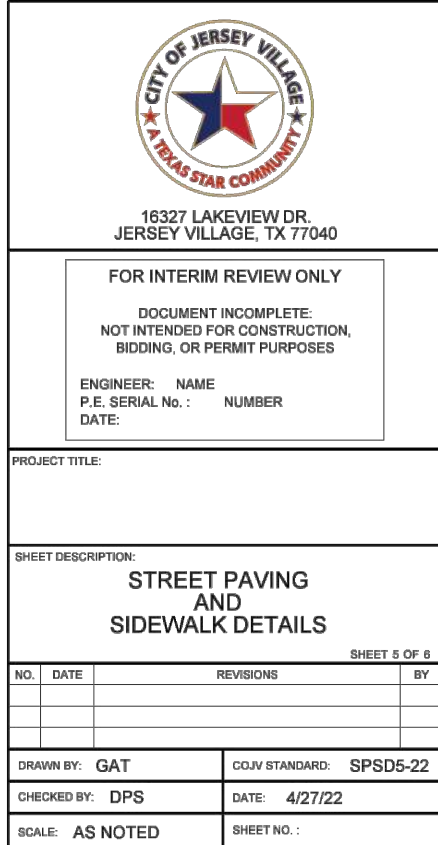 CITY OF JERSEY VILLAGE
A TEXAS STAR COMMUNITY
16327 LAKEVIEW DR.
JERSEY VILLAGE, TX 77040
FOR INTERIM REVIEW ONLY
DOCUMENT INCOMPLETE:
NOT INTENDED FOR CONSTRUCTION,
BIDDING, OR PERMIT PURPOSES
ENGINEER: NAME
P.E. SERIAL No. : NUMBER
DATE:
PROJECT TITLE:
SHEET DESCRIPTION:
STREET PAVING
AND
SIDEWALK DETAILS
SHEET 5 OF 6
NO. DATE REVISIONS BY
DRAWN BY: GAT COJV STANDARD: SPSD5-22
CHECKED BY: DPS DATE: 4/27/22
SCALE: AS NOTED SHEET NO. :